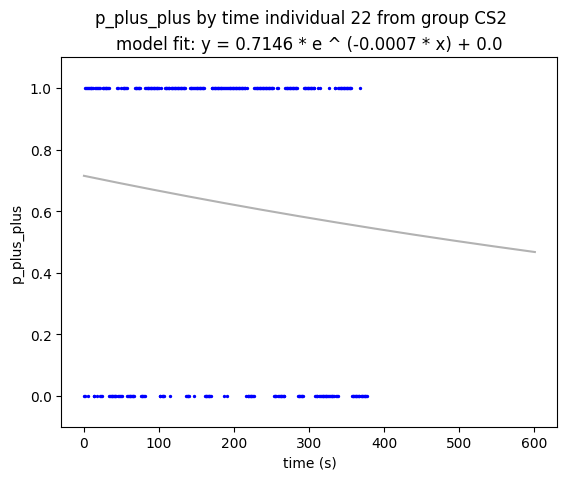 p_plus_plus by time individual 22 from group CS2
model fit: y = 0.7146 * e ^ (-0.0007 * x) + 0.0
1.0
0.8
0.6
0.4
0.2
0.0
p_plus_plus
0 100 200 300 400 500 600
time (s)